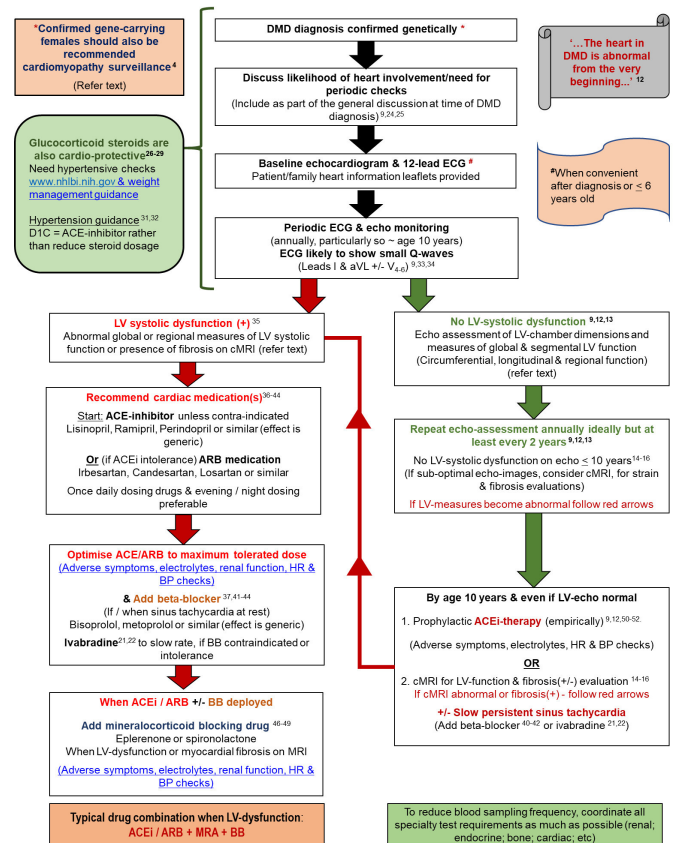 *Confirmed gene-carrying
females should also be
recommended
cardiomyopathy surveillance4
(Refer text)
DMD diagnosis confirmed genetically *
‘…The heart in
DMD is abnormal
from the very
beginning...’ 12
Discuss likelihood of heart involvement/need for
periodic checks
(Include as part of the general discussion at time of DMD
diagnosis) 9,24,25
Glucocorticoid steroids are
also cardio-protective26-29
Need hypertensive checks
www.nhlbi.nih.gov & weight
management guidance
Hypertension guidance 31,32
D1C = ACE-inhibitor rather
than reduce steroid dosage
Baseline echocardiogram & 12-lead ECG #
Patient/family heart information leaflets provided
#When convenient
after diagnosis or ≤ 6
years old
Periodic ECG & echo monitoring
(annually, particularly so ~ age 10 years)
ECG likely to show small Q-waves
(Leads I & aVL +/- V4-6) 9,33,34
LV systolic dysfunction (+) 35
Abnormal global or regional measures of LV systolic
function or presence of fibrosis on cMRI (refer text)
Recommend cardiac medication(s)36-44
Start: ACE-inhibitor unless contra-indicated
Lisinopril, Ramipril, Perindopril or similar (effect is
generic)
Or (if ACEi intolerance) ARB medication
Irbesartan, Candesartan, Losartan or similar
Once daily dosing drugs & evening / night dosing
preferable
Optimise ACE/ARB to maximum tolerated dose
(Adverse symptoms, electrolytes, renal function, HR &
BP checks)
& Add beta-blocker 37,41-44
(If / when sinus tachycardia at rest)
Bisoprolol, metoprolol or similar (effect is generic)
Ivabradine21,22 to slow rate, if BB contraindicated or
intolerance
When ACEi / ARB +/- BB deployed
Add mineralocorticoid blocking drug 46-49
Eplerenone or spironolactone
When LV-dysfunction or myocardial fibrosis on MRI
(Adverse symptoms, electrolytes, renal function, HR &
BP checks)
Typical drug combination when LV-dysfunction:
ACEi / ARB + MRA + BB
No LV-systolic dysfunction 9,12,13
Echo assessment of LV-chamber dimensions and
measures of global & segmental LV function
(Circumferential, longitudinal & regional function)
(refer text)
Repeat echo-assessment annually ideally but at
least every 2 years 9,12,13
No LV-systolic dysfunction on echo ≤ 10 years14-16
(If sub-optimal echo-images, consider cMRI, for strain
& fibrosis evaluations)
If LV-measures become abnormal follow red arrows
By age 10 years & even if LV-echo normal
1. Prophylactic ACEi-therapy (empirically) 9,12,50-52.
(Adverse symptoms, electrolytes, HR & BP checks)
OR
2. cMRI for LV-function & fibrosis(+/-) evaluation 14-16
If cMRI abnormal or fibrosis(+) - follow red arrows
+/- Slow persistent sinus tachycardia
(Add beta-blocker 40-42 or ivabradine 21,22)
To reduce blood sampling frequency, coordinate all
specialty test requirements as much as possible (renal;
endocrine; bone; cardiac; etc)